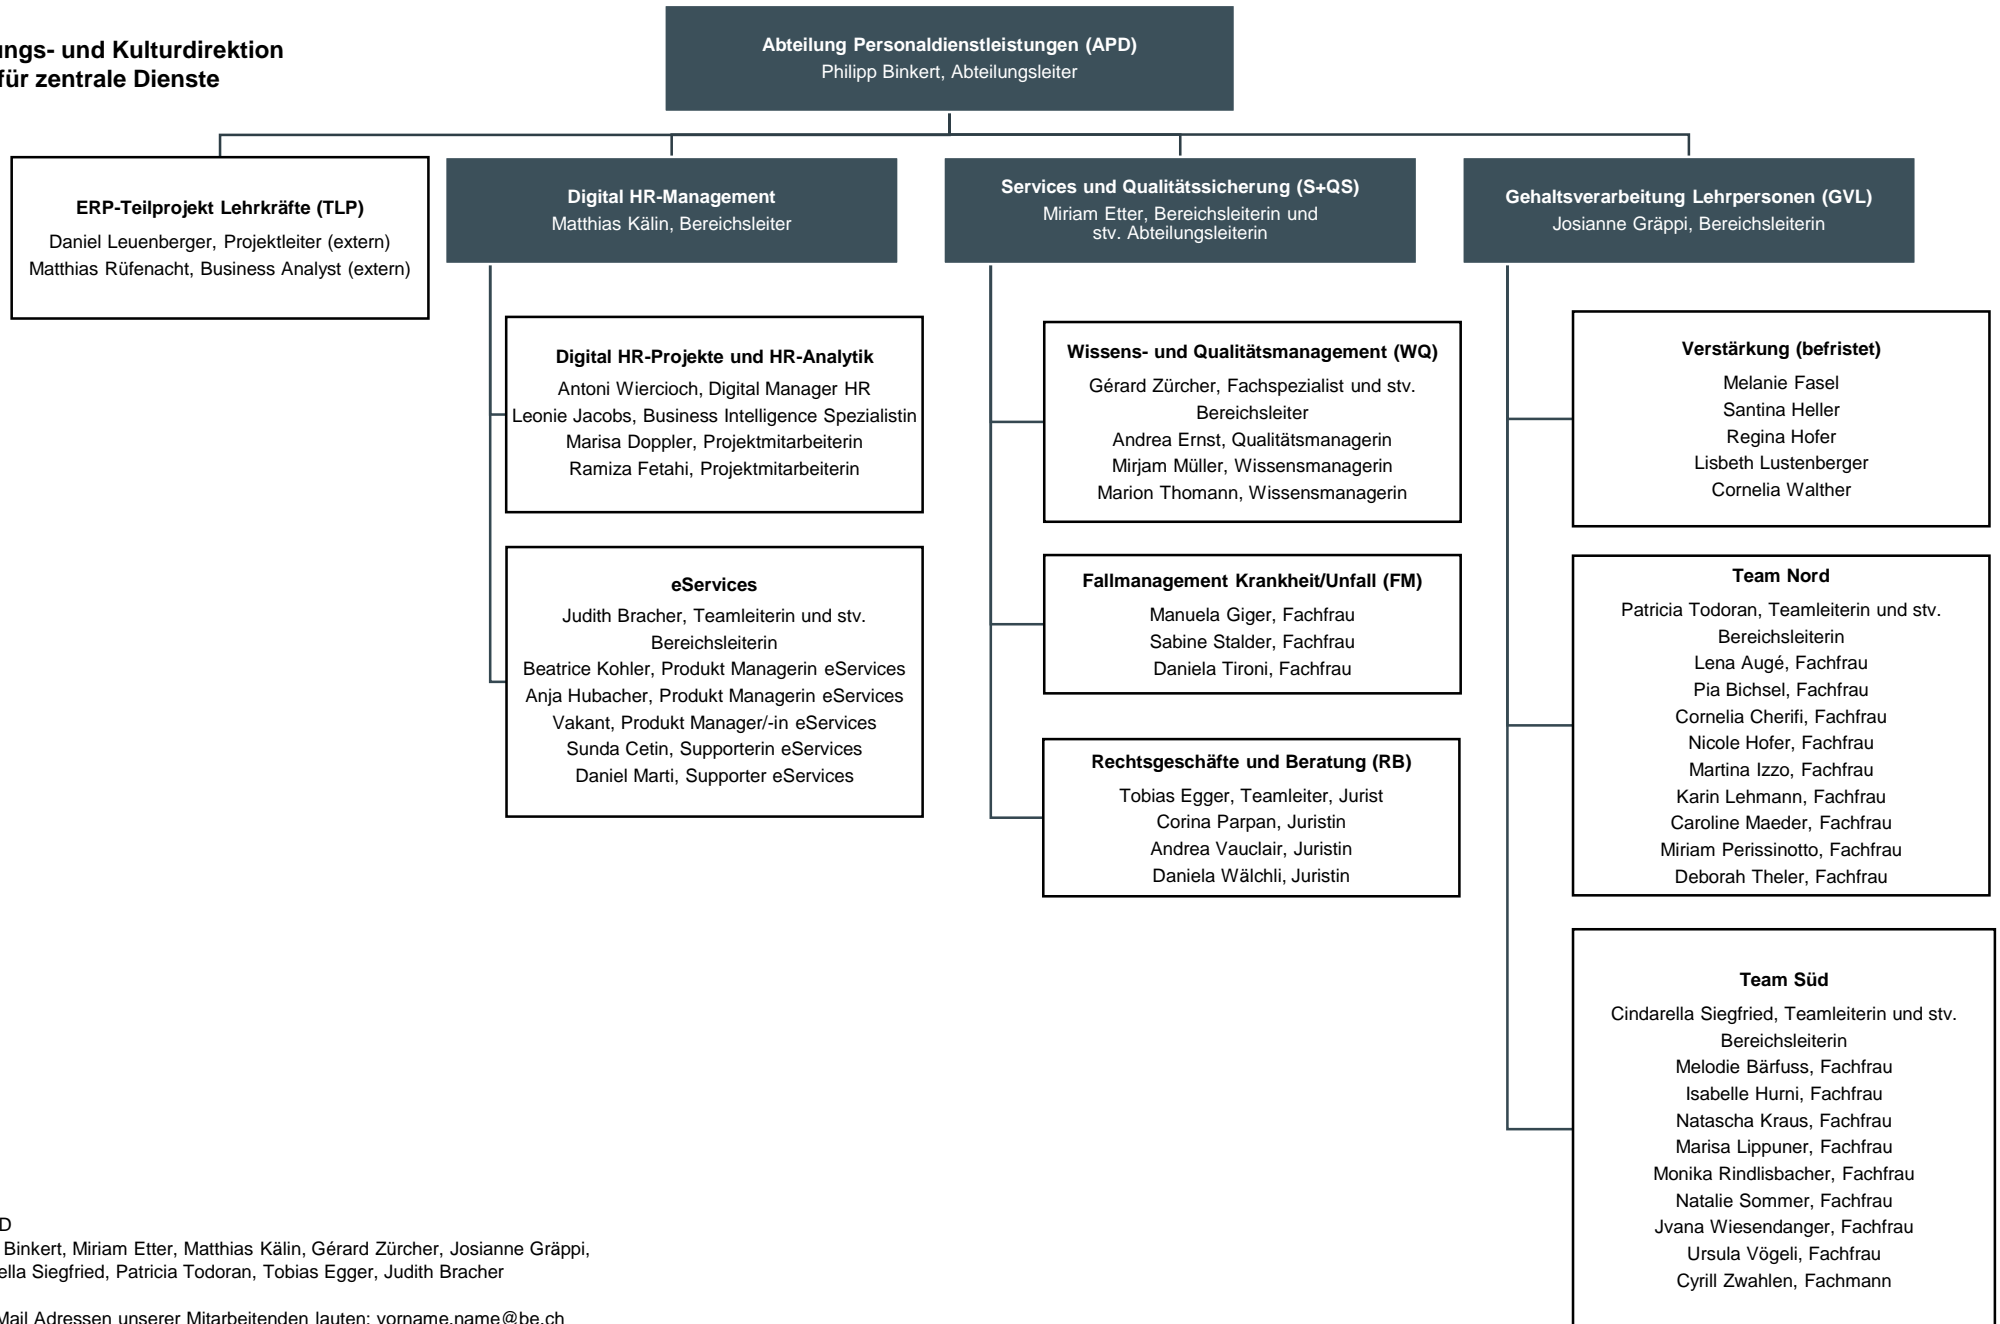 ungs- und Kulturdirektion
für zentrale Dienste
Abteilung Personaldienstleistungen (APD)
Philipp Binkert, Abteilungsleiter
ERP-Teilprojekt Lehrkräfte (TLP)
Daniel Leuenberger, Projektleiter (extern)
Matthias Rüfenacht, Business Analyst (extern)
Digital HR-Management
Matthias Kälin, Bereichsleiter
Digital HR-Projekte und HR-Analytik
Antoni Wiercioch, Digital Manager HR
Leonie Jacobs, Business Intelligence Spezialistin
Marisa Doppler, Projektmitarbeiterin
Ramiza Fetahi, Projektmitarbeiterin
eServices
Judith Bracher, Teamleiterin und stv.
Bereichsleiterin
Beatrice Kohler, Produkt Managerin eServices
Anja Hubacher, Produkt Managerin eServices
Vakant, Produkt Manager/-in eServices
Sunda Cetin, Supporterin eServices
Daniel Marti, Supporter eServices
Services und Qualitätssicherung (S+QS)
Miriam Etter, Bereichsleiterin und
stv. Abteilungsleiterin
Wissens- und Qualitätsmanagement (WQ)
Gérard Zürcher, Fachspezialist und stv.
Bereichsleiter
Andrea Ernst, Qualitätsmanagerin
Mirjam Müller, Wissensmanagerin
Marion Thomann, Wissensmanagerin
Fallmanagement Krankheit/Unfall (FM)
Manuela Giger, Fachfrau
Sabine Stalder, Fachfrau
Daniela Tironi, Fachfrau
Rechtsgeschäfte und Beratung (RB)
Tobias Egger, Teamleiter, Jurist
Corina Parpan, Juristin
Andrea Vauclair, Juristin
Daniela Wälchli, Juristin
Gehaltsverarbeitung Lehrpersonen (GVL)
Josianne Gräppi, Bereichsleiterin
Verstärkung (befristet)
Melanie Fasel
Santina Heller
Regina Hofer
Lisbeth Lustenberger
Cornelia Walther
Team Nord
Patricia Todoran, Teamleiterin und stv.
Bereichsleiterin
Lena Augé, Fachfrau
Pia Bichsel, Fachfrau
Cornelia Cherifi, Fachfrau
Nicole Hofer, Fachfrau
Martina Izzo, Fachfrau
Karin Lehmann, Fachfrau
Caroline Maeder, Fachfrau
Miriam Perissinotto, Fachfrau
Deborah Theler, Fachfrau
Team Süd
Cindarella Siegfried, Teamleiterin und stv.
Bereichsleiterin
Melodie Bärfuss, Fachfrau
Isabelle Hurni, Fachfrau
Natascha Kraus, Fachfrau
Marisa Lippuner, Fachfrau
Monika Rindlisbacher, Fachfrau
Natalie Sommer, Fachfrau
Jvana Wiesendanger, Fachfrau
Ursula Vögeli, Fachfrau
Cyrill Zwahlen, Fachmann
D
Binkert, Miriam Etter, Matthias Kälin, Gérard Zürcher, Josianne Gräppi,
ella Siegfried, Patricia Todoran, Tobias Egger, Judith Bracher
Mail Adressen unserer Mitarbeitenden lauten: vorname.name@be.ch